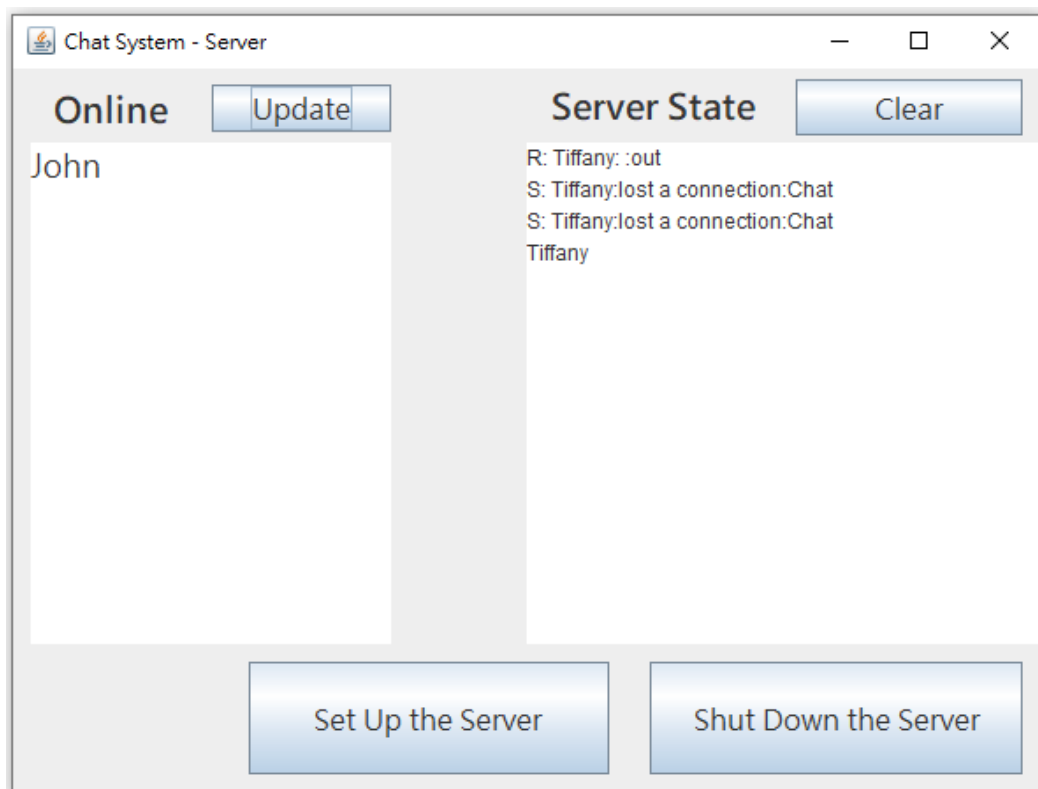 Chat System - Server
Online
Update
Server State
Clear
John
R: Tiffany: :out
S: Tiffany:lost a connection:Chat
S: Tiffany:lost a connection:Chat
Tiffany
Set Up the Server
Shut Down the Server